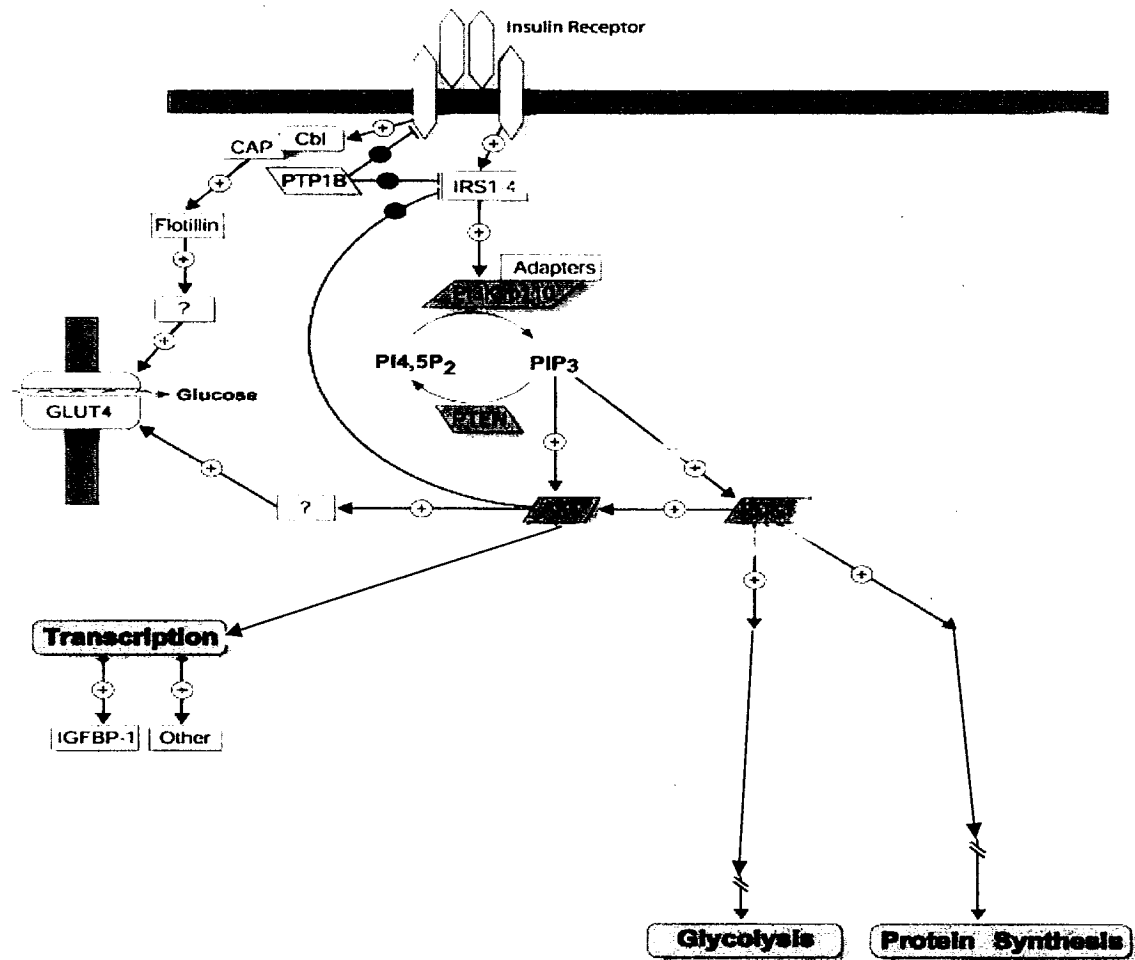 Insulin Receptor
Cbl
CAP
PTP1B
IRS1-4
Flotillin
Adapters
?
PI4,5P2
PIP3
Glucose
GLUT4
PTEN
?
Transcription
IGFBP-1
Other
Glycolysis
Protein Synthesis